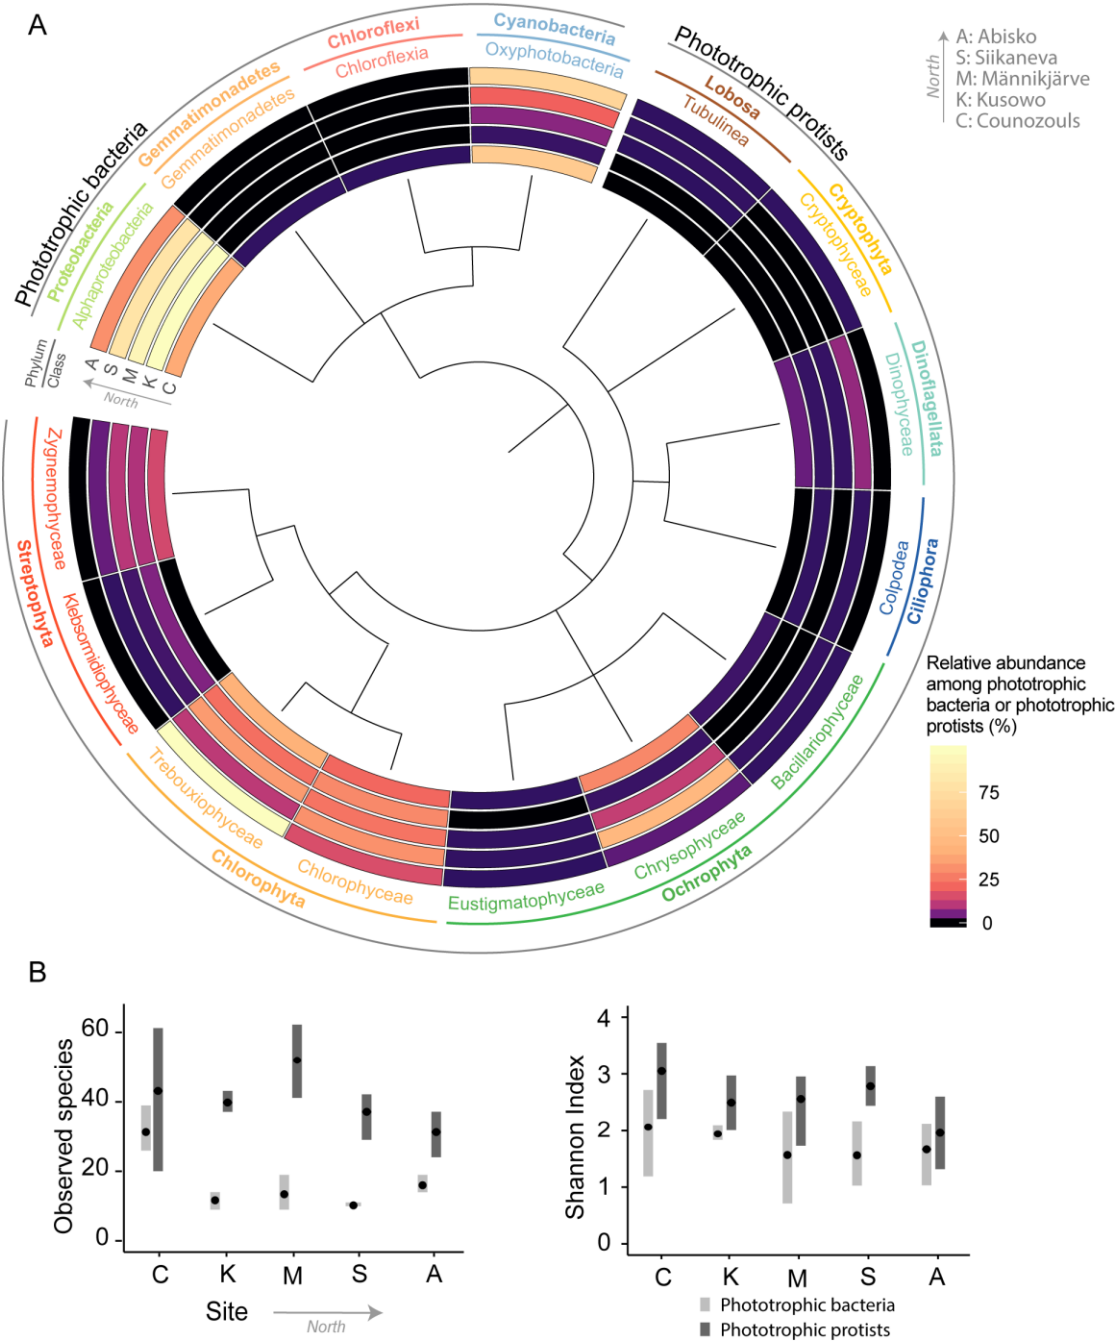 A
Phototrophic bacteria
Proteobacteria
Alphaproteobacteria
Gemmatimonadetes
Gemmatimonadetes
Chloroflexi
Chloroflexia
Cyanobacteria
Oxyphotobacteria
Phototrophic protists
Lobosa
Tubulinea
Cryptophyta
Cryptophyceae
Dinoflagellata
Dinophyceae
Ciliophora
Colpodea
Bacillariophyceae
Chrysophyceae
Eustigmatophyceae
Ochrophyta
Chlorophyceae
Trebouxiophyceae
Chlorophyta
Klebsormidiophyceae
Zygnemophyceae
Streptophyta
Phylum
Class
A S M K C
North
North
A: Abisko
S: Siikaneva
M: Männikjärve
K: Kusowo
C: Counozouls
Relative abundance
among phototrophic
bacteria or phototrophic
protists (%)
75
50
25
0
B
Observed species
60
40
20
0
C K M S A
Site
North
Shannon Index
4
3
2
1
0
C K M S A
Phototrophic bacteria
Phototrophic protists